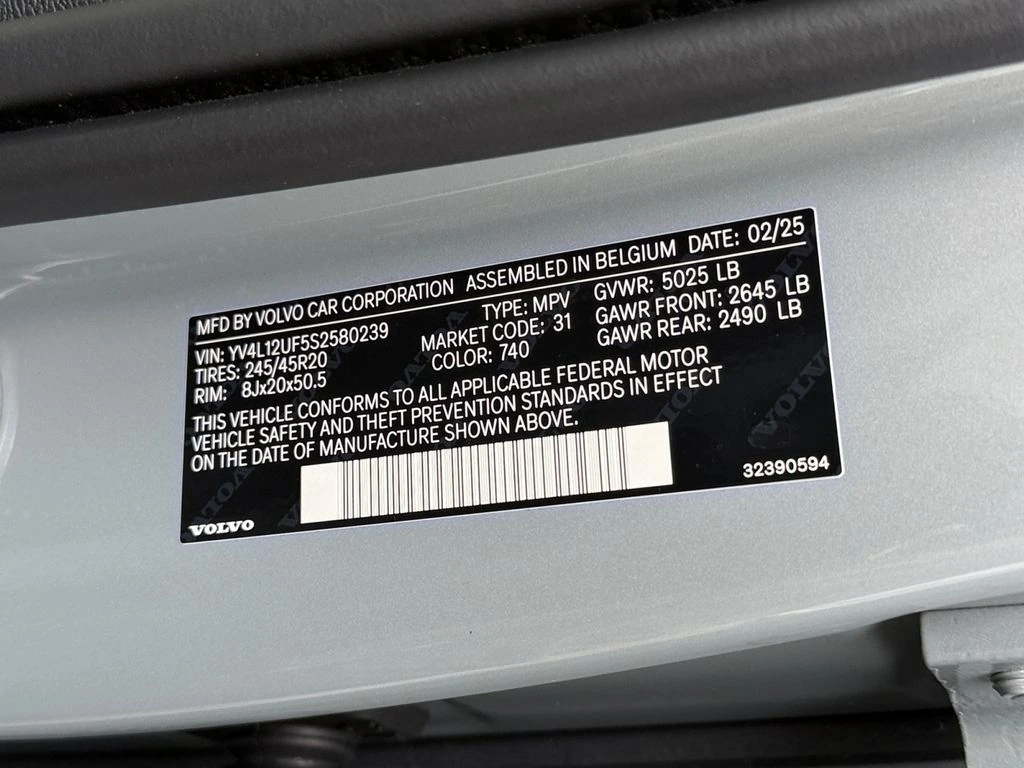 MFD BY VOLVO CAR CORPORATION ASSEMBLED IN BELGIUM DATE: 02/25
VIN: YV4L12UF5S2580239 TYPE: MPV GVWR: 5025 LB
TIRES: 245/45R20 MARKET CODE: 31 GAWR FRONT: 2645 LB
RIM: 8Jx20x50.5 COLOR: 740 GAWR REAR: 2490 LB
THIS VEHICLE CONFORMS TO ALL APPLICABLE FEDERAL MOTOR
VEHICLE SAFETY AND THEFT PREVENTION STANDARDS IN EFFECT
ON THE DATE OF MANUFACTURE SHOWN ABOVE.
32390594
VOLVO